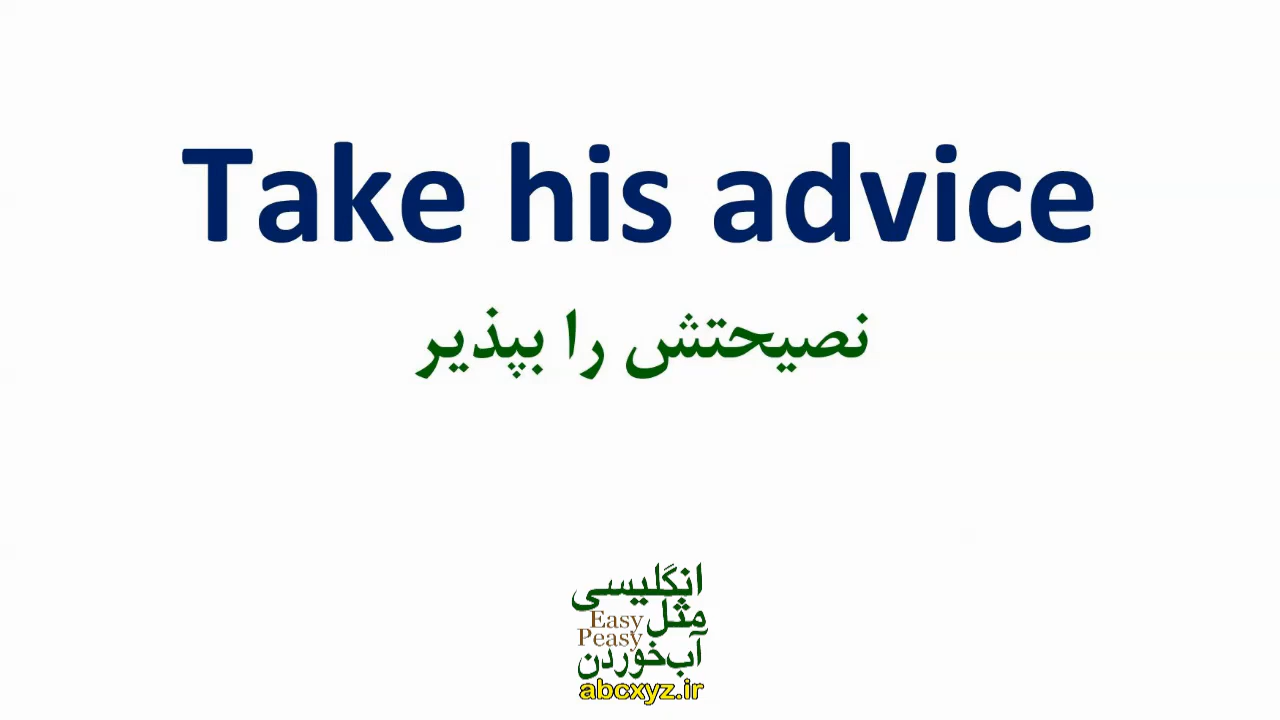 Take his advice
نصیحتش را بپذیر
انگلیسی
مثل Easy
Peasy
آب‌خوردن
abcxyz.ir